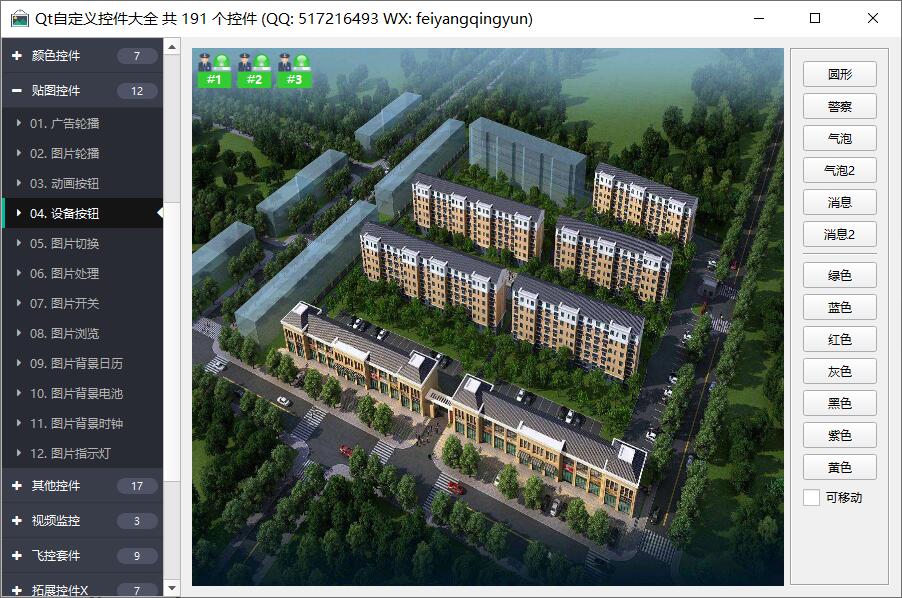 Qt自定义控件大全 共 191 个控件 (QQ: 517216493 WX: feiyangqingyun)
颜色控件 7
贴图控件 12
01. 广告轮播
02. 图片轮播
03. 动画按钮
04. 设备按钮
05. 图片切换
06. 图片处理
07. 图片开关
08. 图片浏览
09. 图片背景日历
10. 图片背景电池
11. 图片背景时钟
12. 图片指示灯
其他控件 17
视频监控 3
飞控套件 9
拓展控件X 7
#1 #2 #3
圆形
警察
气泡
气泡2
消息
消息2
绿色
蓝色
红色
灰色
黑色
紫色
黄色
可移动